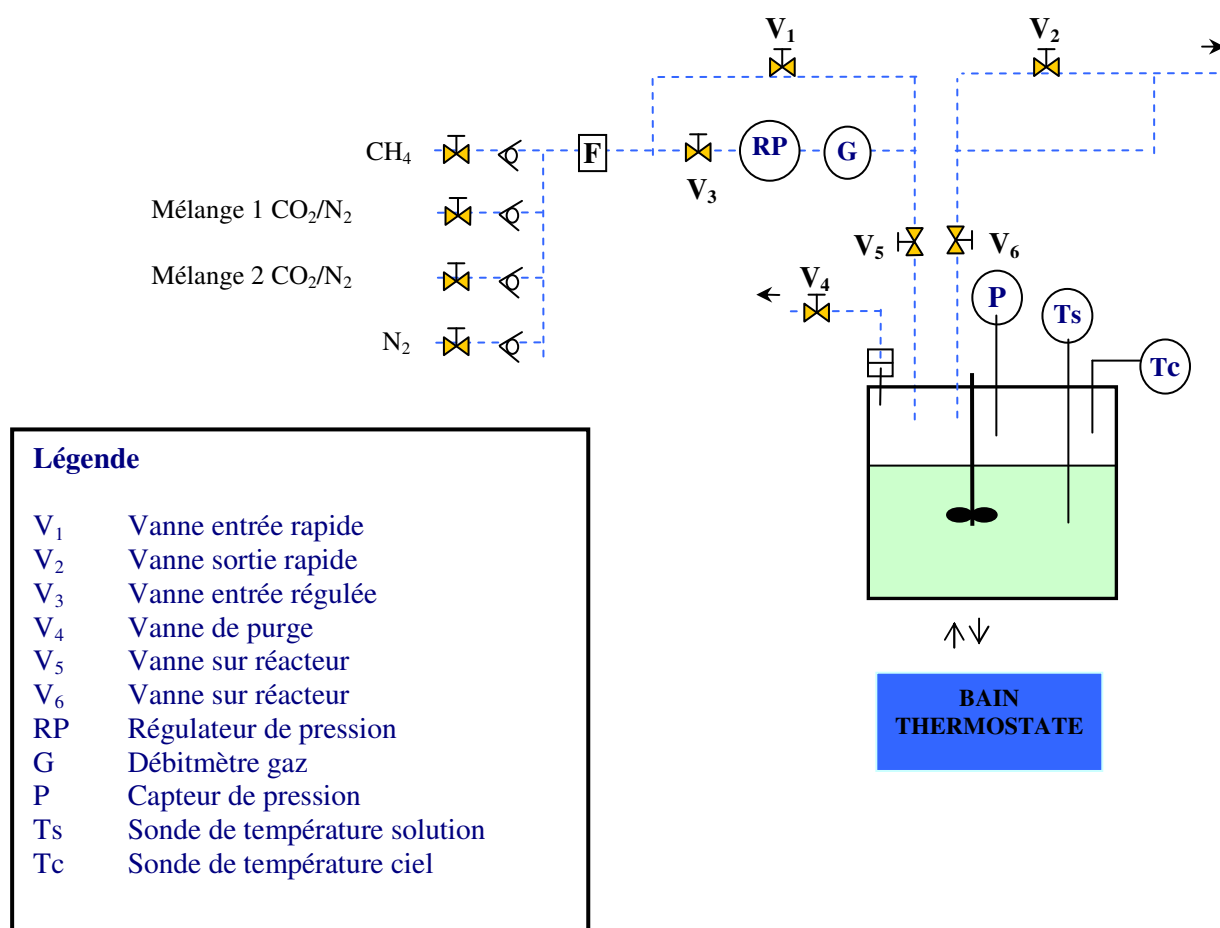 V1
V2
CH4
F
RP
G
V3
Mélange 1 CO2/N2
V5
V6
Mélange 2 CO2/N2
V4
P
Ts
N2
Tc
Légende
V1 Vanne entrée rapide
V2 Vanne sortie rapide
V3 Vanne entrée régulée
V4 Vanne de purge
V5 Vanne sur réacteur
V6 Vanne sur réacteur
RP Régulateur de pression
G Débitmètre gaz
P Capteur de pression
Ts Sonde de température solution
Tc Sonde de température ciel
BAIN
THERMOSTATE